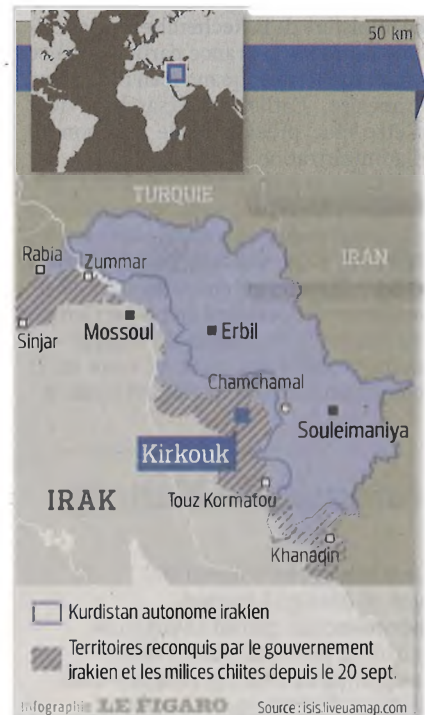 50 km
TURQUIE
IRAN
Rabia
Zummar
Sinjar
Mossoul
Erbil
Chamchamal
Souleimaniya
Kirkouk
IRAK
Touz Kormatou
Khanaqin
Kurdistan autonome irakien
Territoires reconquis par le gouvernement
irakien et les milices chiites depuis le 20 sept.
Infographie LE FIGARO
Source : isis.liveuamap.com